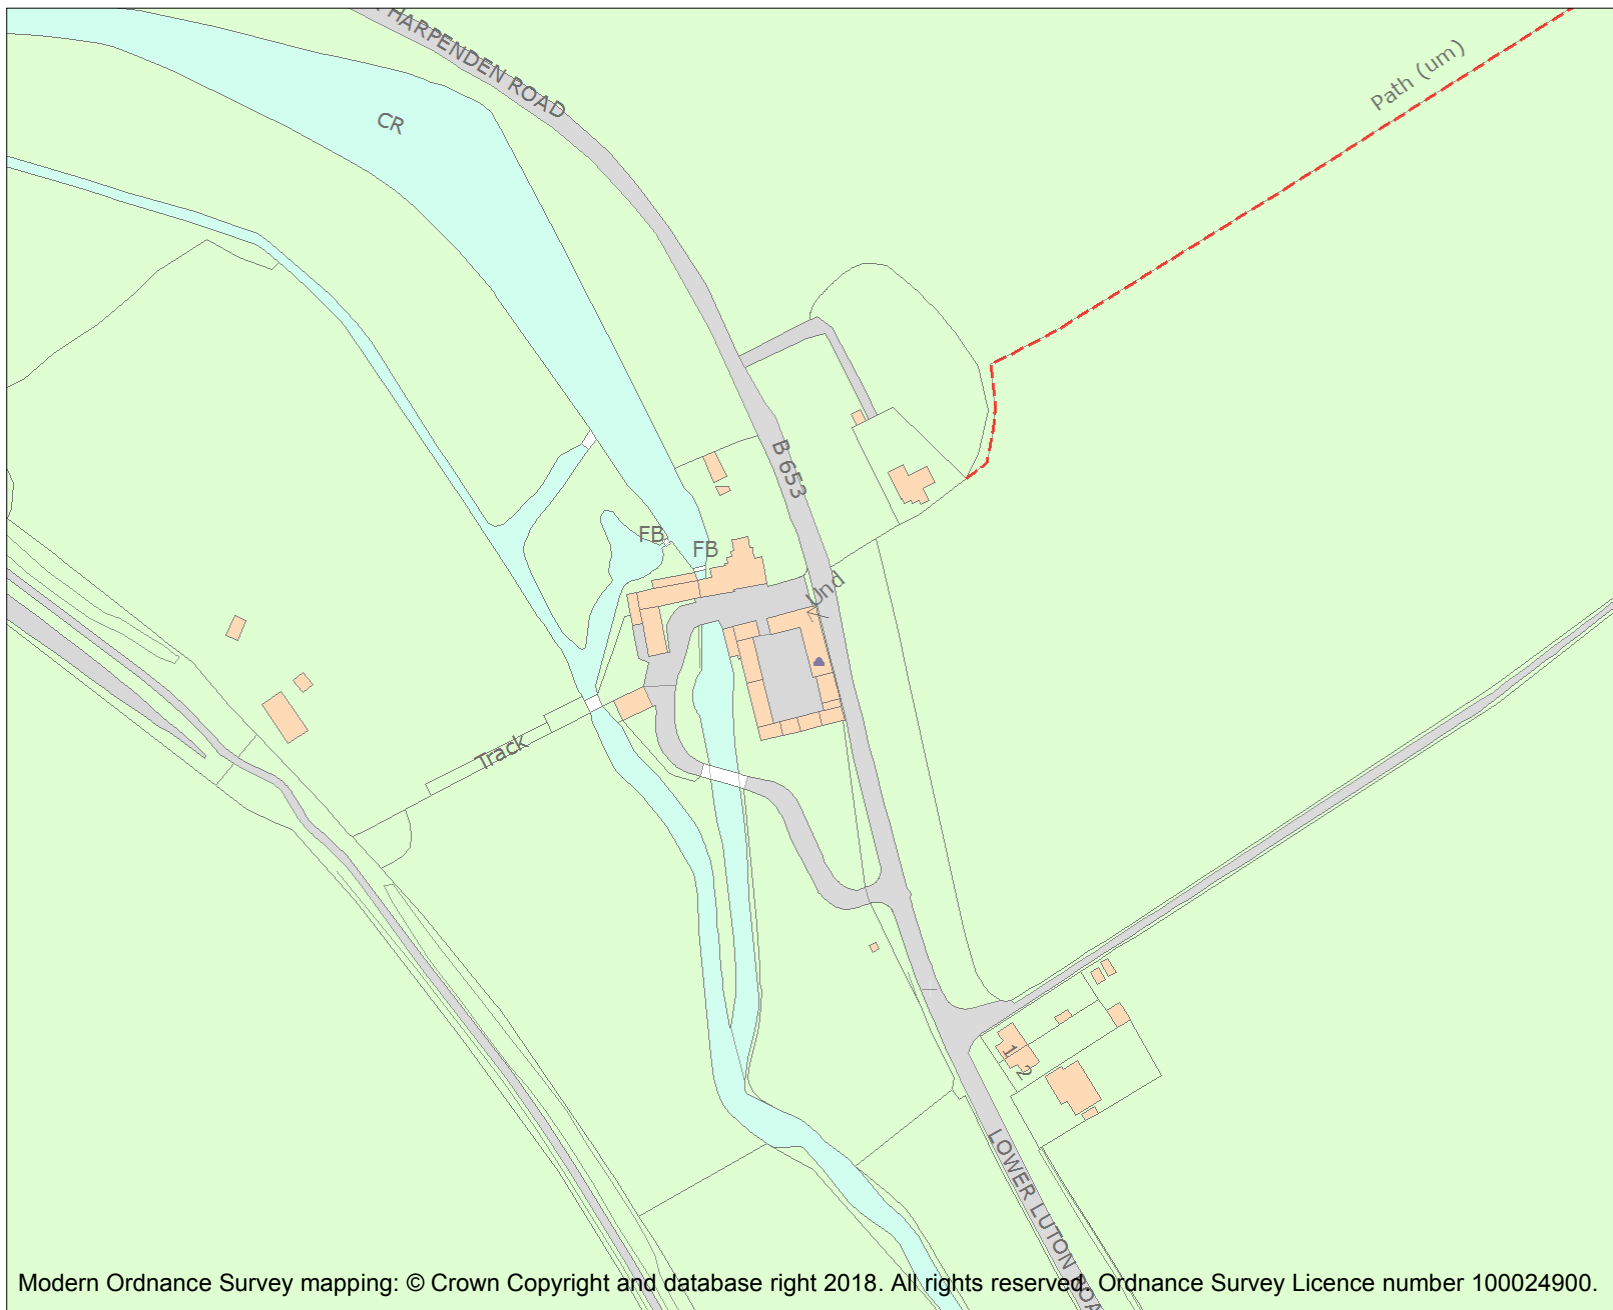 HARPENDEN ROAD
Path (um)
CR
B 653
FB
FB
Und
Track
1
2
LOWER LUTON ROA
Modern Ordnance Survey mapping: © Crown Copyright and database right 2018. All rights reserved. Ordnance Survey Licence number 100024900.